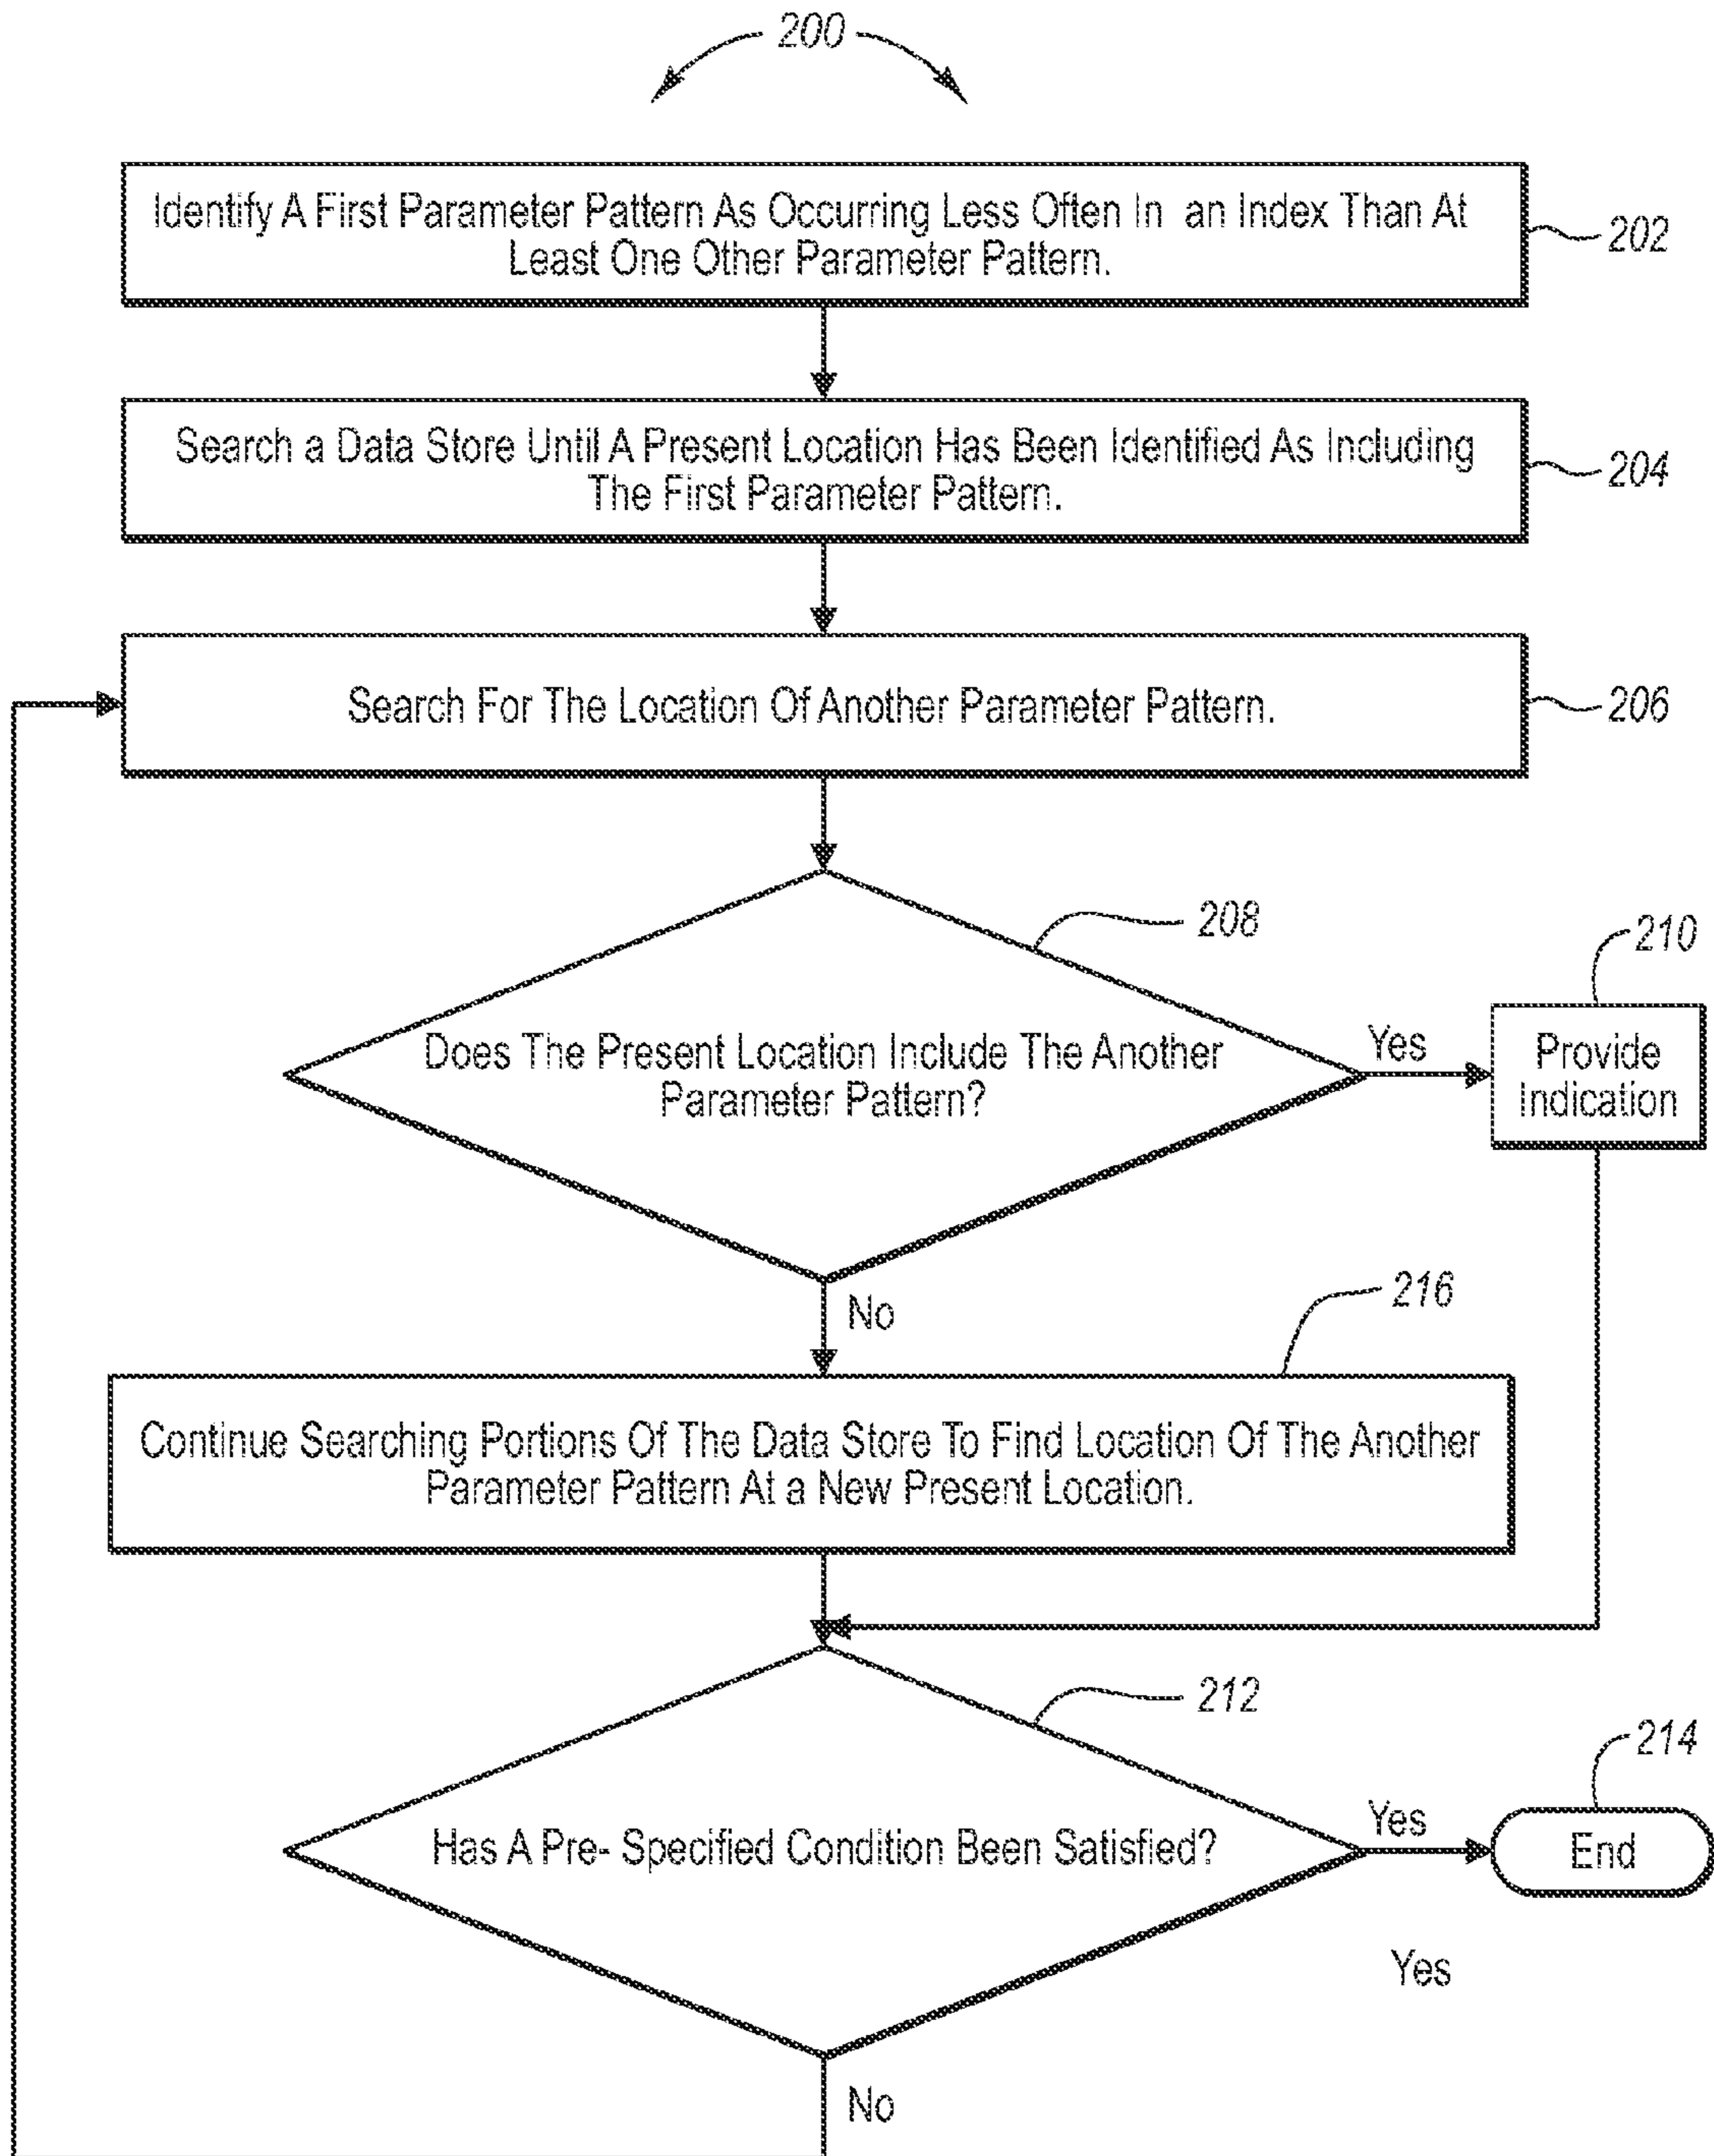 200
Identify A First Parameter Pattern As Occurring Less Often In an Index Than At
Least One Other Parameter Pattern.
202
Search a Data Store Until A Present Location Has Been Identified As Including
The First Parameter Pattern.
204
Search For The Location Of Another Parameter Pattern.
206
208
210
Does The Present Location Include The Another
Parameter Pattern?
Yes
Provide
Indication
No
216
Continue Searching Portions Of The Data Store To Find Location Of The Another
Parameter Pattern At a New Present Location.
212
214
Has A Pre- Specified Condition Been Satisfied?
Yes
End
Yes
No